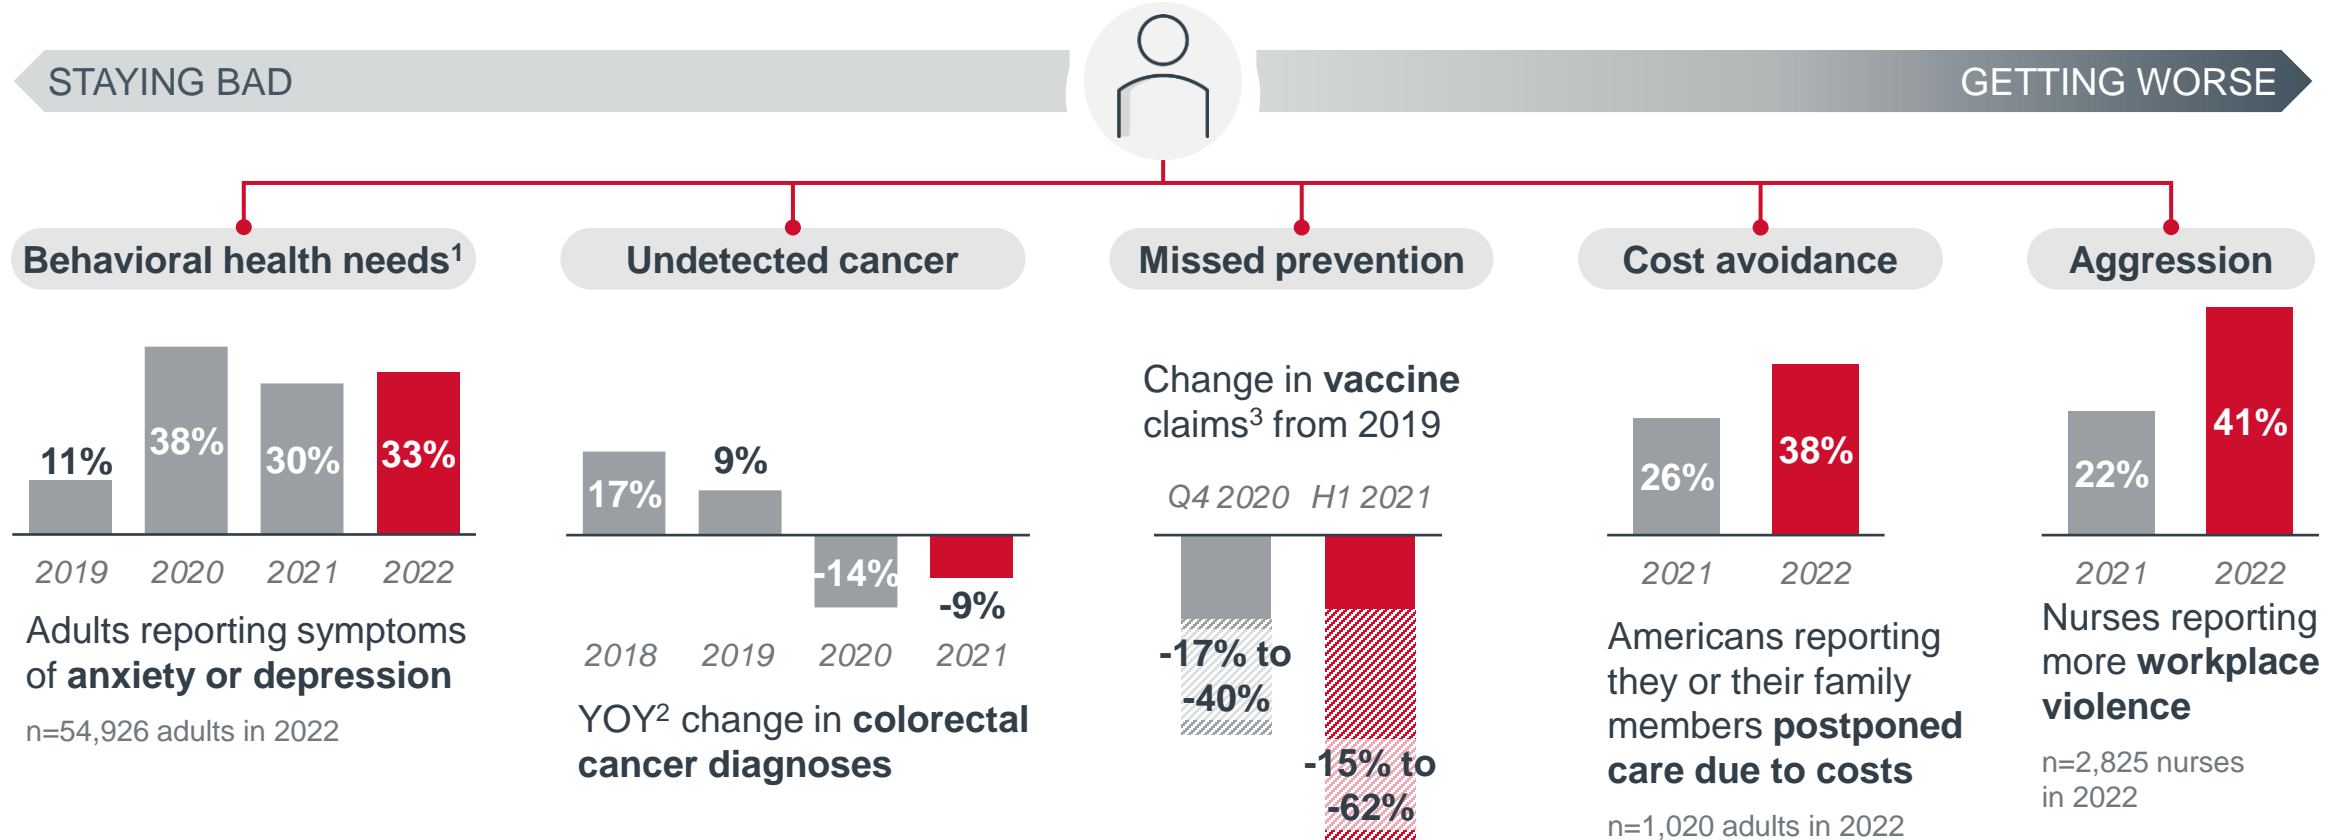 STAYING BAD
GETTING WORSE
Behavioral health needs¹
11%
38%
30%
33%
2019 2020 2021 2022
Adults reporting symptoms
of anxiety or depression
n=54,926 adults in 2022
Undetected cancer
17%
9%
-14%
-9%
2018 2019 2020 2021
YOY² change in colorectal
cancer diagnoses
Missed prevention
Change in vaccine
claims³ from 2019
Q4 2020 H1 2021
-17% to
-40%
-15% to
-62%
Cost avoidance
26%
38%
2021 2022
Americans reporting
they or their family
members postponed
care due to costs
n=1,020 adults in 2022
Aggression
22%
41%
2021 2022
Nurses reporting
more workplace
violence
n=2,825 nurses
in 2022